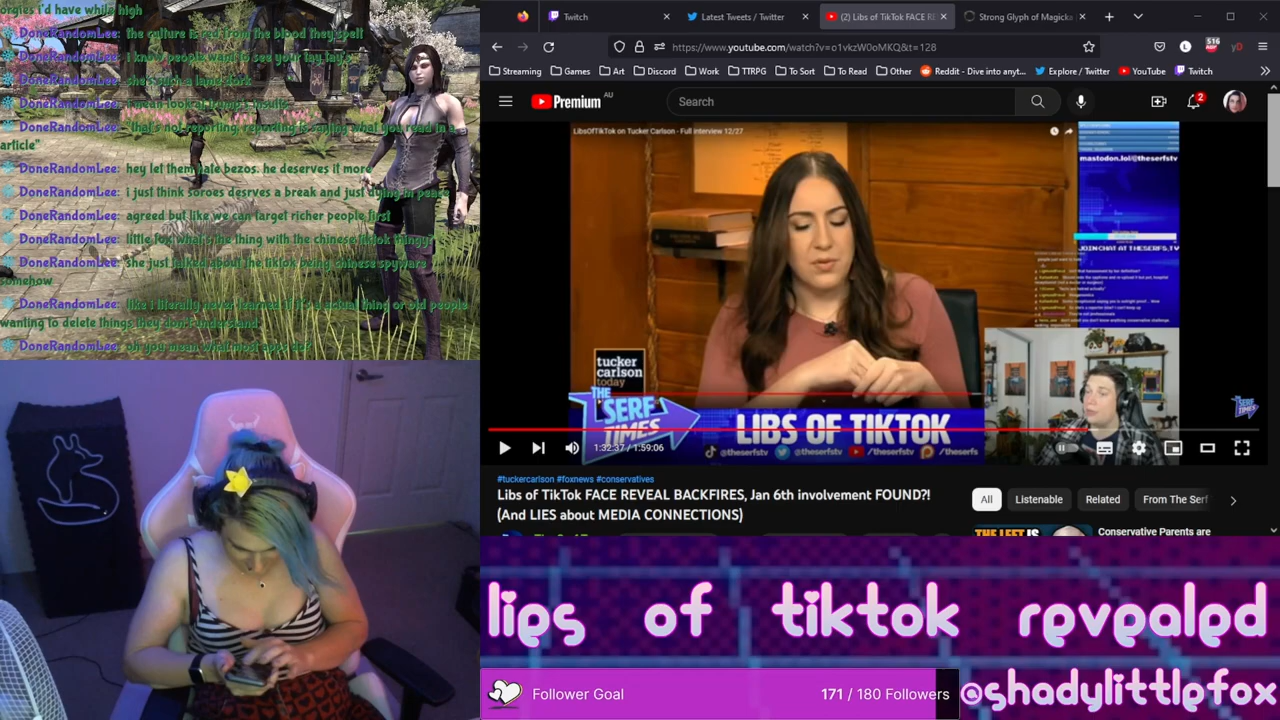 orgies i'd have while high
DoneRandomLee: the culture is red from the blood they spelt
DoneRandomLee: i know people want to see your
DoneRandomLee: she's such a lame dork
DoneRandomLee: i mean look at trump's insults
DoneRandomLee: "that's not reporting. reporting is saying what you read in a
article"
DoneRandomLee: hey let them hate bezos. he deserves it more
DoneRandomLee: i just think soroes desrves a break and just dying in peace
DoneRandomLee: agreed but like we can target richer people first
DoneRandomLee: little fox what's the thing with the chinese tiktok thingy?
DoneRandomLee: she just talked about the tiktok being chinese spyware
somehow
DoneRandomLee: like i literally never learned if it's a actual thing or old people
wanting to delete things they don't understand
DoneRandomLee: oh you mean what most apps do?
Twitch
Latest Tweets / Twitter
(2) Libs of TikTok FACE RE
Strong Glyph of Magicka
https://www.youtube.com/watch?v=o1vkzW0oMKQ&t=128
516
Streaming
Games
Art
Discord
Work
TTRPG
To Sort
To Read
Other
Reddit - Dive into anyt...
Explore / Twitter
YouTube
Twitch
Premium AU
Search
2
LibsOfTikTok on Tucker Carlson - Full interview 12/27
mastodon.lol/@theserfstv
JOIN CHAT AT THESERFS.TV
tucker
carlson
today
THE
SERF
TIMES
LIBS OF TIKTOK
@theserfstv
@theserfstv
/theserfstv
/theserfs
1:32:37 / 1:59:06
#tuckercarlson #foxnews #conservatives
Libs of TikTok FACE REVEAL BACKFIRES, Jan 6th involvement FOUND?!
(And LIES about MEDIA CONNECTIONS)
All
Listenable
Related
From The Serf
THE LEFT IS
Conservative Parents are
lies of tiktok revealed
Follower Goal
171 / 180 Followers
@shadylittlefox